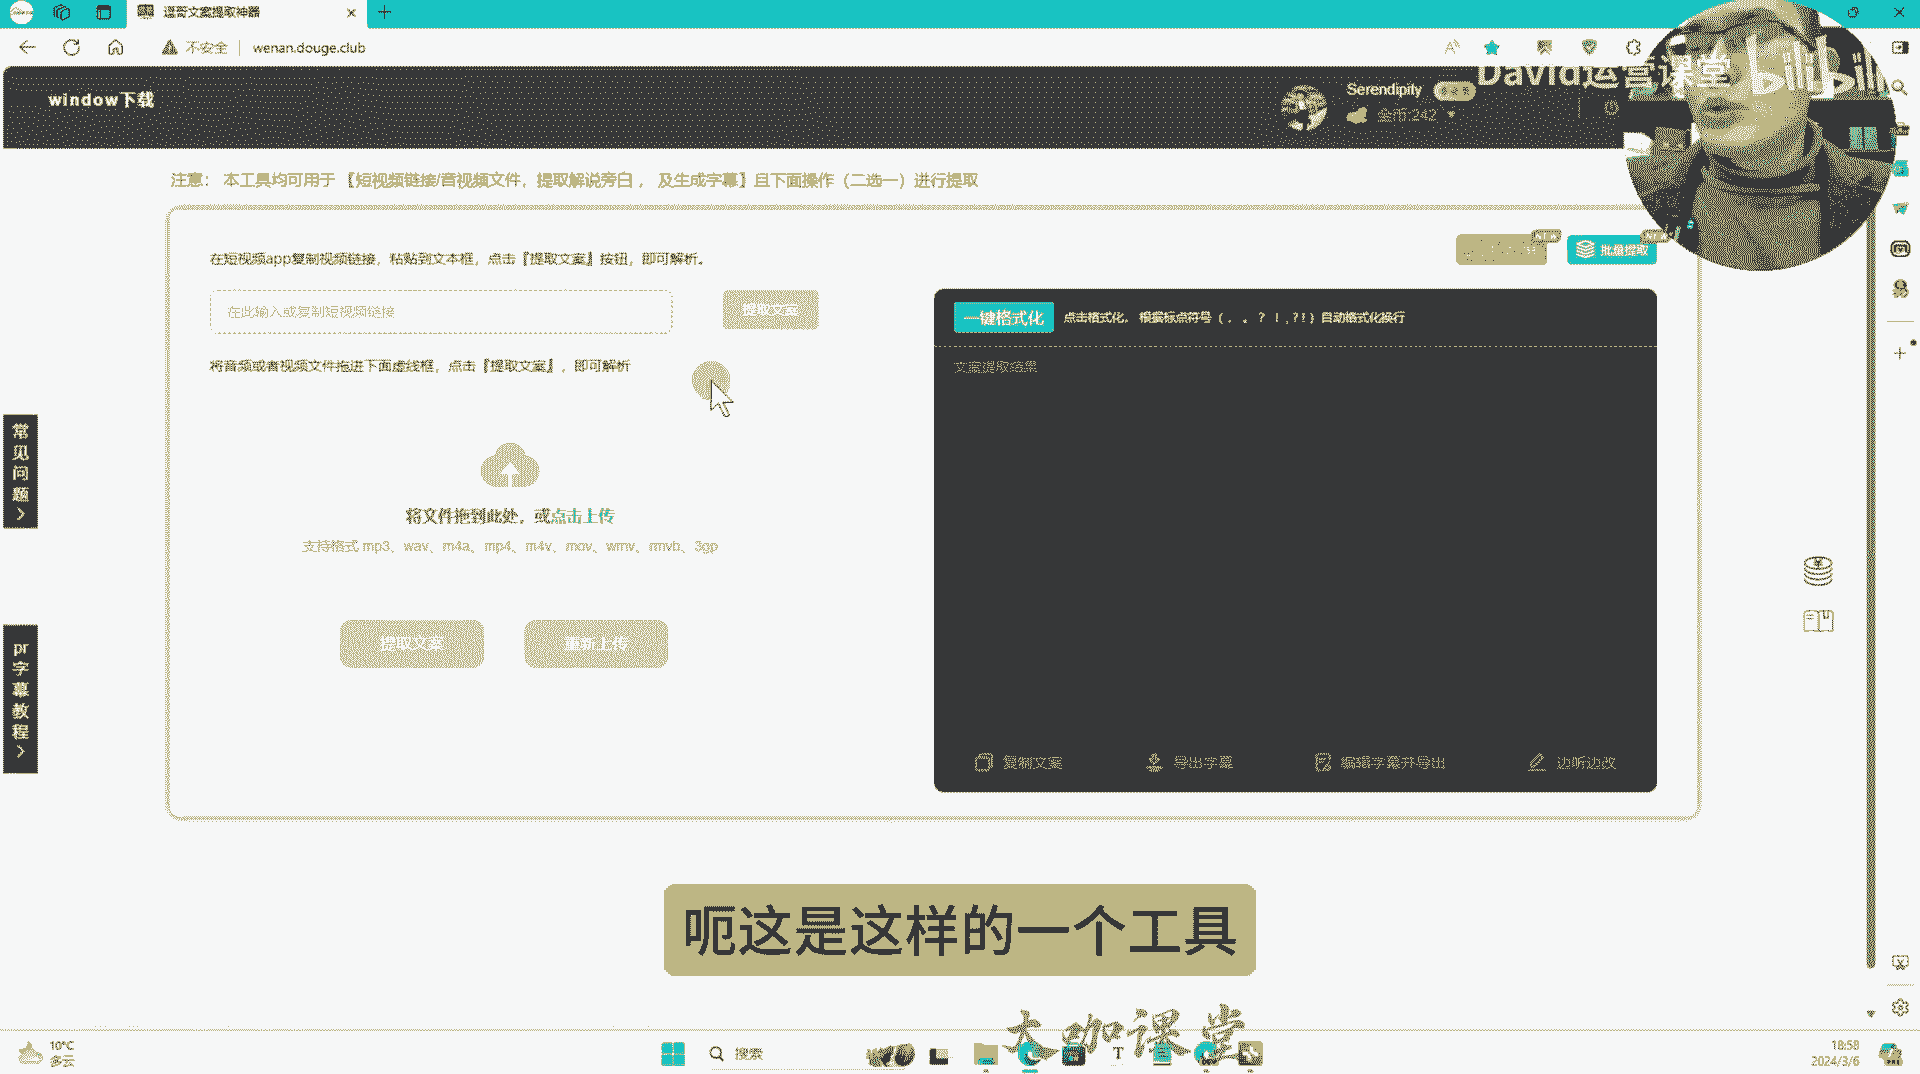 逗哥文案提取神器
不安全
wenan.douge.club
David运营课堂
bilibili
window下载
Serendipity
金币:242
注意： 本工具均可用于【短视频链接/音视频文件，提取解说旁白， 及生成字幕】且下面操作（二选一）进行提取
在短视频app复制视频链接，粘贴到文本框，点击『提取文案』按钮，即可解析。
批量提取
在此输入或复制短视频链接
提取文案
一键格式化
点击格式化，根据标点符号（，。？！,?!）自动格式化换行
将音频或者视频文件拖进下面虚线框，点击『提取文案』，即可解析
文案提取结果
常见问题
将文件拖到此处，或点击上传
支持格式 mp3、wav、m4a、mp4、m4v、mov、wmv、rmvb、3gp
提取文案
重新上传
pr字幕教程
复制文案
导出字幕
编辑字幕并导出
边听边改
呃这是这样的一个工具
大咖课堂
10°C
多云
搜索
18:58
2024/3/6